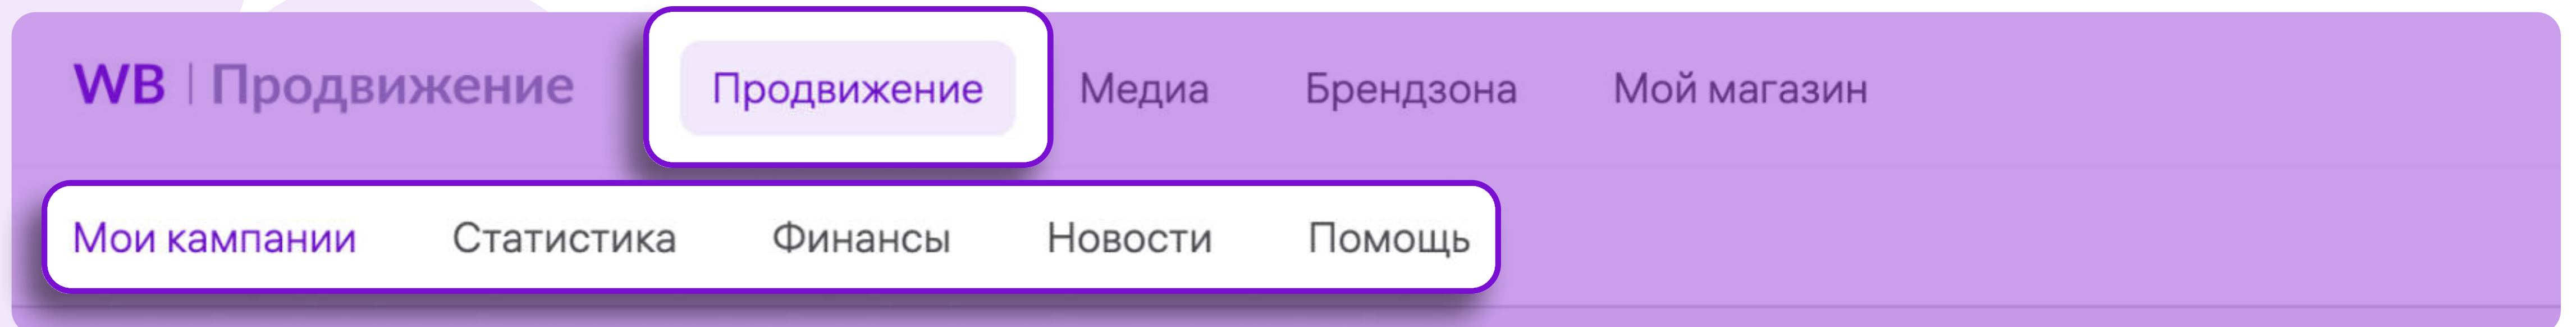 WB | Продвижение Продвижение Медиа Брендзона Мой магазин
Мои кампании Статистика Финансы Новости Помощь